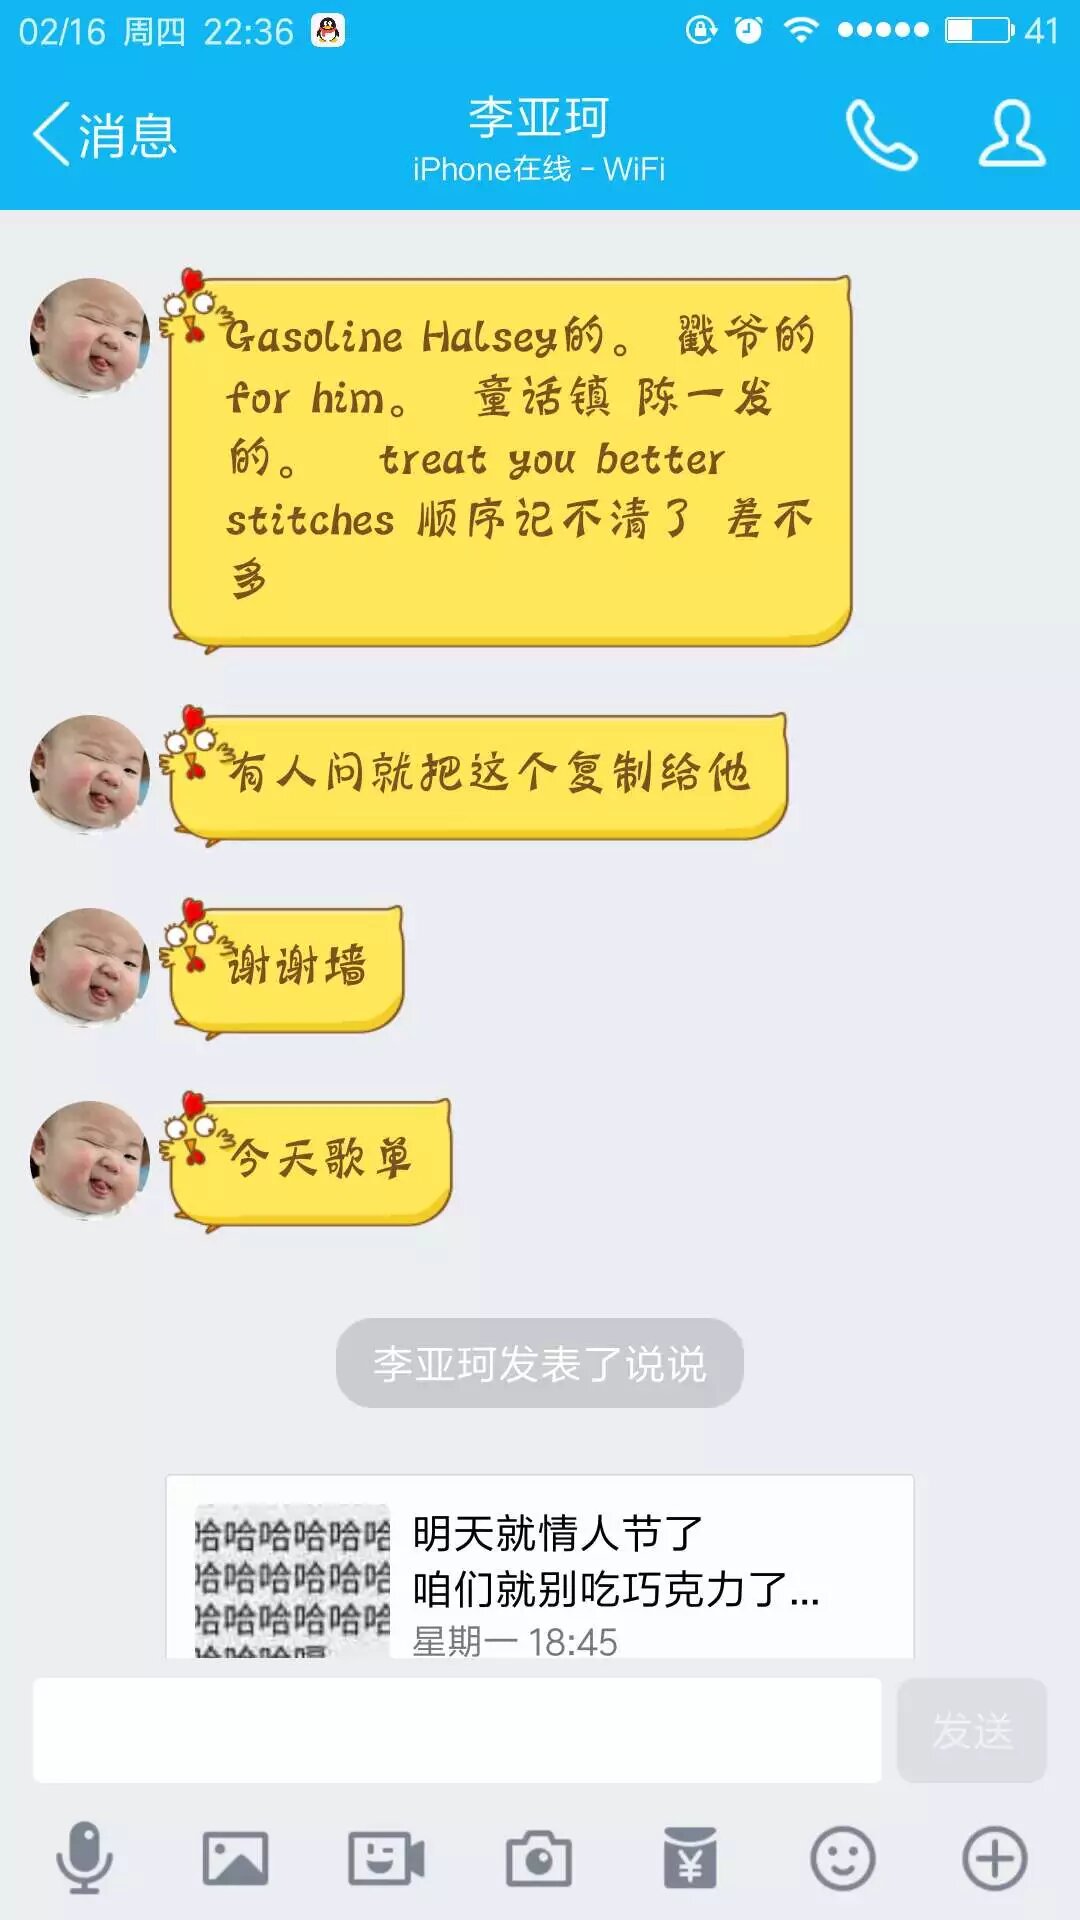 02/16 周四 22:36
41
消息
李亚珂
iPhone在线 - WiFi
Gasoline Halsey的。 戳爷的
for him。 童话镇 陈一发
的。 treat you better
stitches 顺序记不清了 差不
多
有人问就把这个复制给他
谢谢墙
今天歌单
李亚珂发表了说说
哈哈哈哈哈哈
哈哈哈哈哈哈
哈哈哈哈哈哈
明天就情人节了
咱们就别吃巧克力了...
星期一 18:45
发送